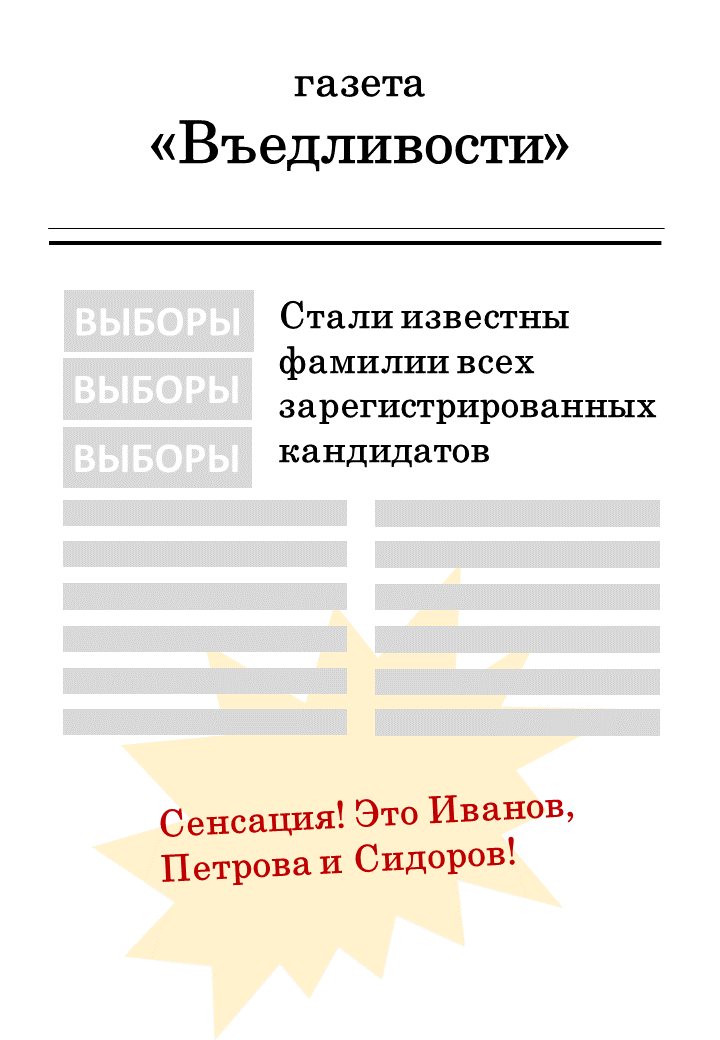 газета
«Въедливости»
ВЫБОРЫ
ВЫБОРЫ
ВЫБОРЫ
Стали известны
фамилии всех
зарегистрированных
кандидатов
Сенсация! Это Иванов,
Петрова и Сидоров!